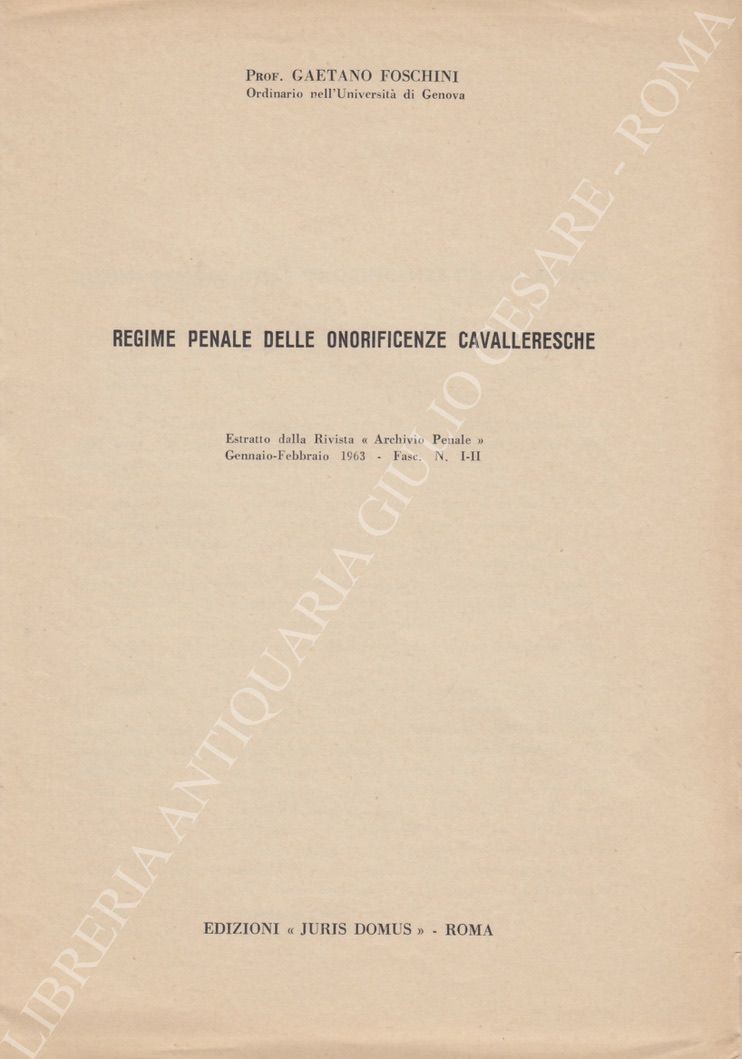 Prof. GAETANO FOSCHINI
Ordinario nell'Università di Genova
REGIME PENALE DELLE ONORIFICENZE CAVALLERESCHE
Estratto dalla Rivista « Archivio Penale »
Gennaio-Febbraio 1963 - Fasc. N. I-II
EDIZIONI « JURIS DOMUS » - ROMA
LIBRERIA ANTIQUARIA GIULIO CESARE - ROMA